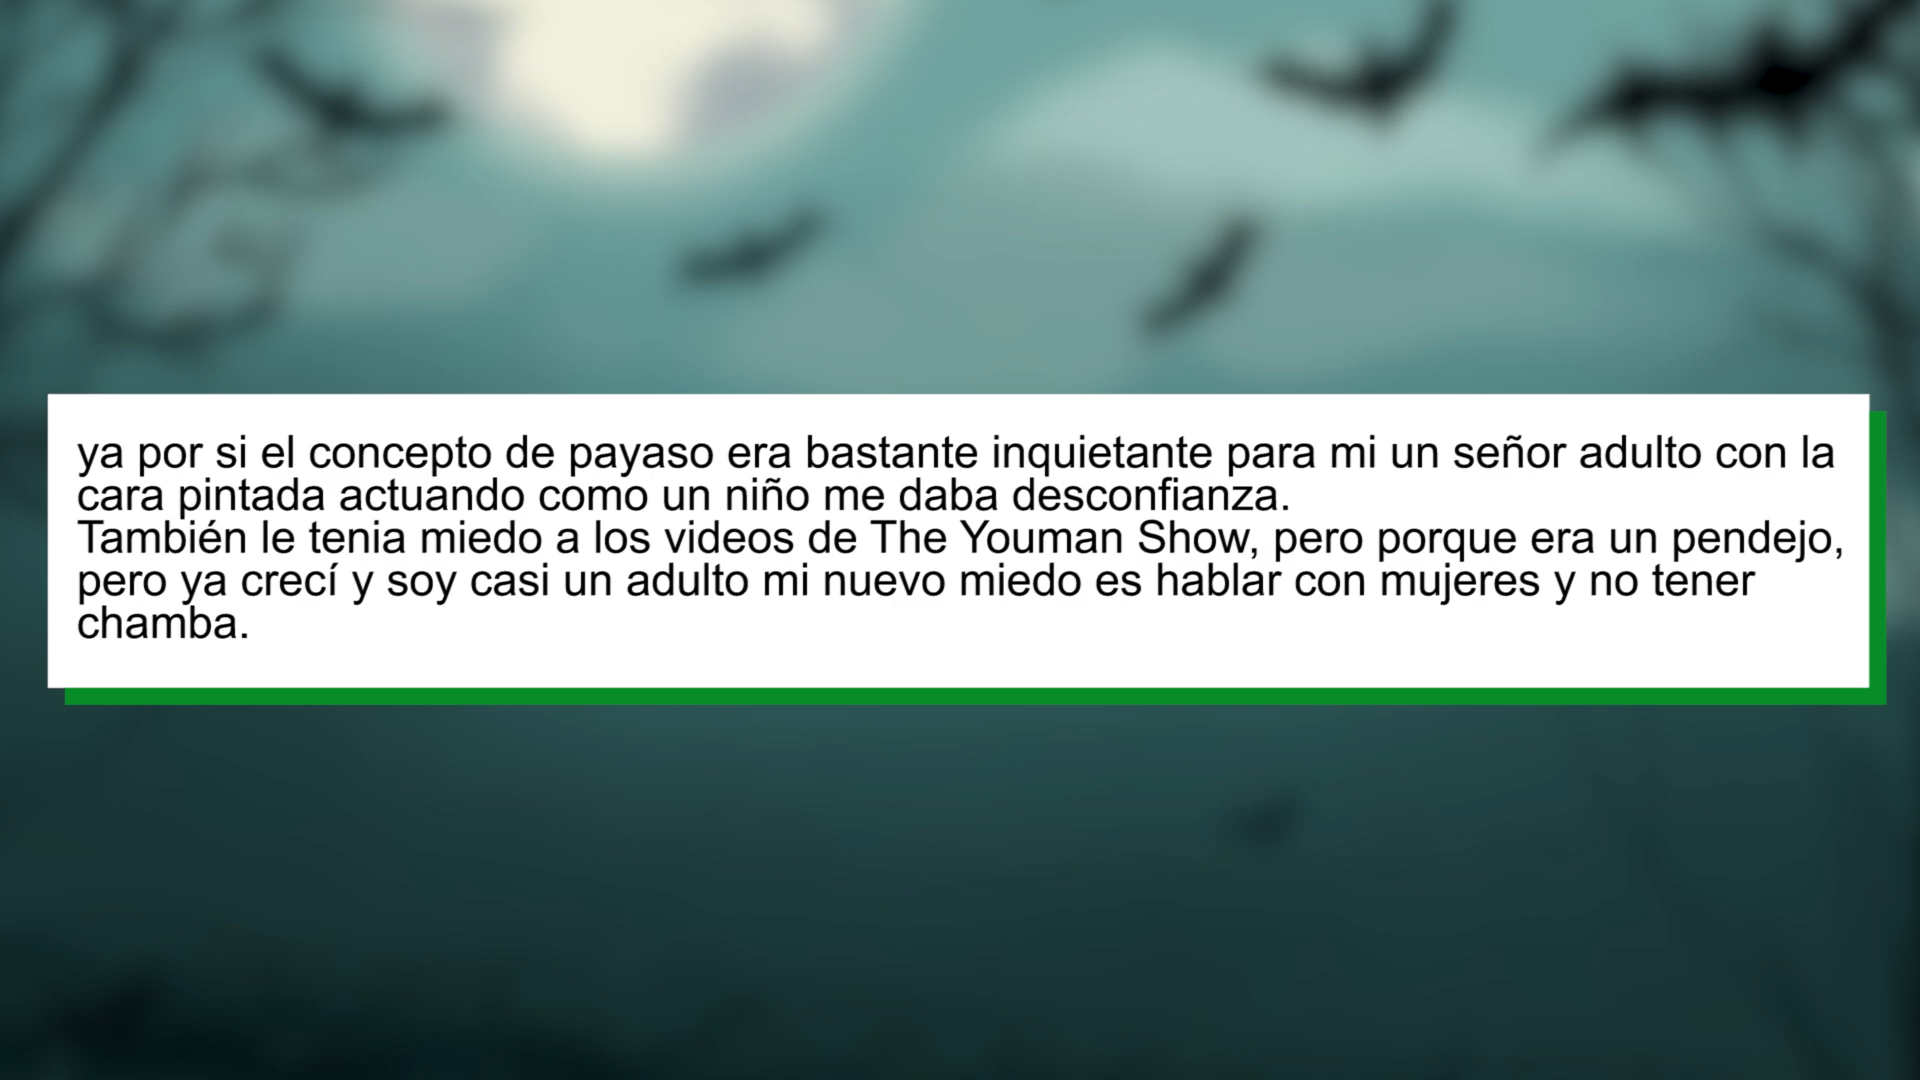 ya por si el concepto de payaso era bastante inquietante para mi un señor adulto con la
cara pintada actuando como un niño me daba desconfianza.
También le tenia miedo a los videos de The Youman Show, pero porque era un pendejo,
pero ya crecí y soy casi un adulto mi nuevo miedo es hablar con mujeres y no tener
chamba.